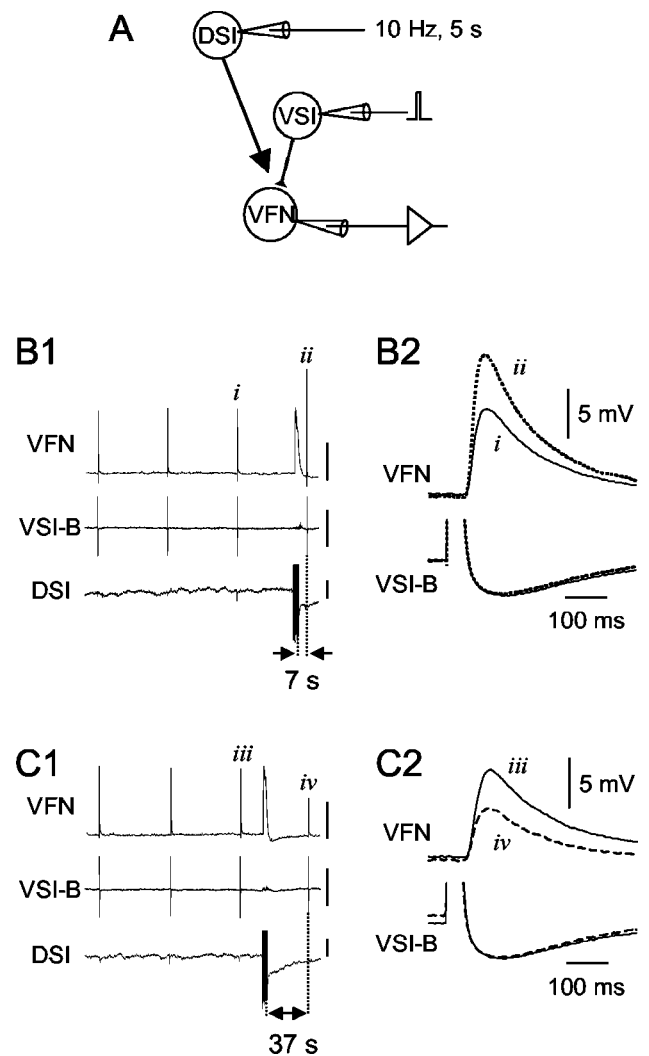 A
DSI
10 Hz, 5 s
VSI
VFN
B1
i
ii
VFN
VSI-B
DSI
7 s
B2
ii
5 mV
i
VFN
VSI-B
100 ms
C1
iii
iv
VFN
VSI-B
DSI
37 s
C2
iii
5 mV
VFN
iv
VSI-B
100 ms